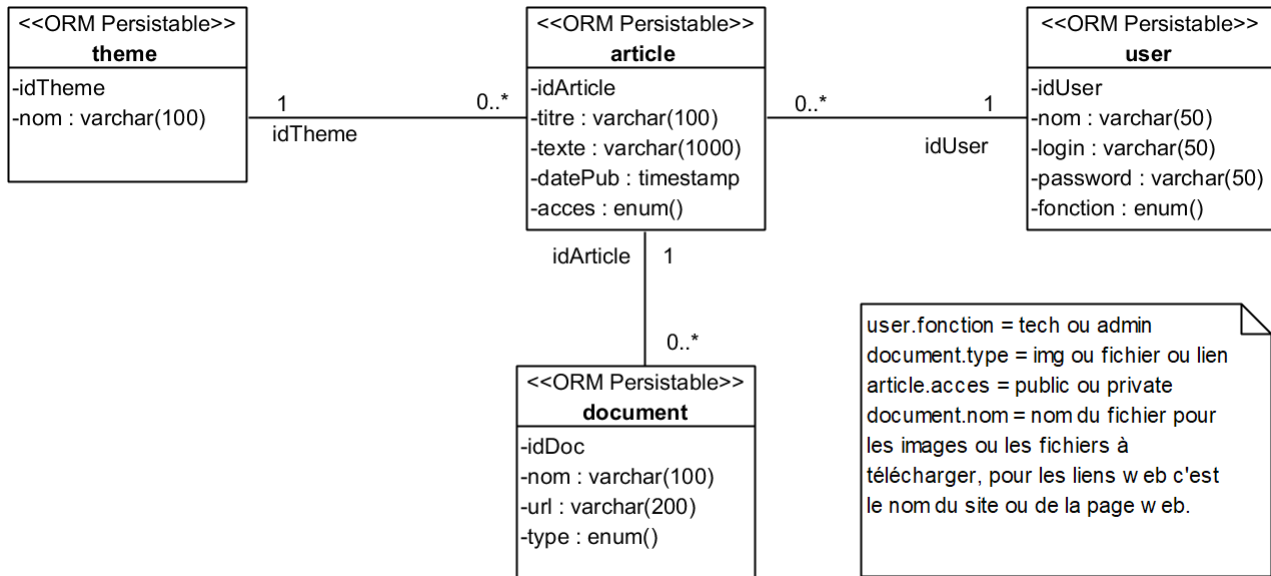 <<ORM Persistable>>
theme
-idTheme
-nom : varchar(100)
1
0..*
idTheme
<<ORM Persistable>>
article
-idArticle
-titre : varchar(100)
-texte : varchar(1000)
-datePub : timestamp
-acces : enum()
0..*
1
idUser
<<ORM Persistable>>
user
-idUser
-nom : varchar(50)
-login : varchar(50)
-password : varchar(50)
-fonction : enum()
idArticle
1
0..*
<<ORM Persistable>>
document
-idDoc
-nom : varchar(100)
-url : varchar(200)
-type : enum()
user.fonction = tech ou admin
document.type = img ou fichier ou lien
article.acces = public ou private
document.nom = nom du fichier pour
les images ou les fichiers à
télécharger, pour les liens w eb c'est
le nom du site ou de la page w eb.